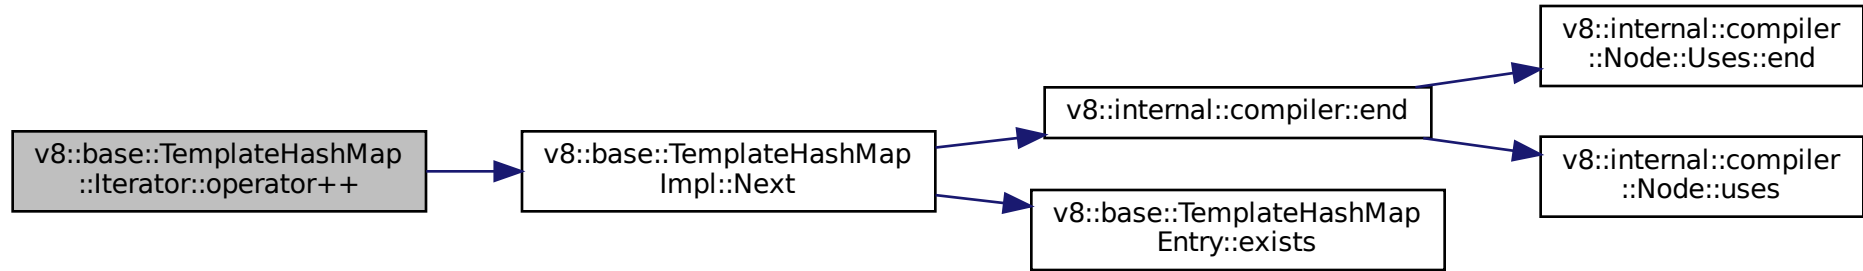 v8::base::TemplateHashMap
::Iterator::operator++
v8::base::TemplateHashMap
Impl::Next
v8::internal::compiler::end
v8::base::TemplateHashMap
Entry::exists
v8::internal::compiler
::Node::Uses::end
v8::internal::compiler
::Node::uses